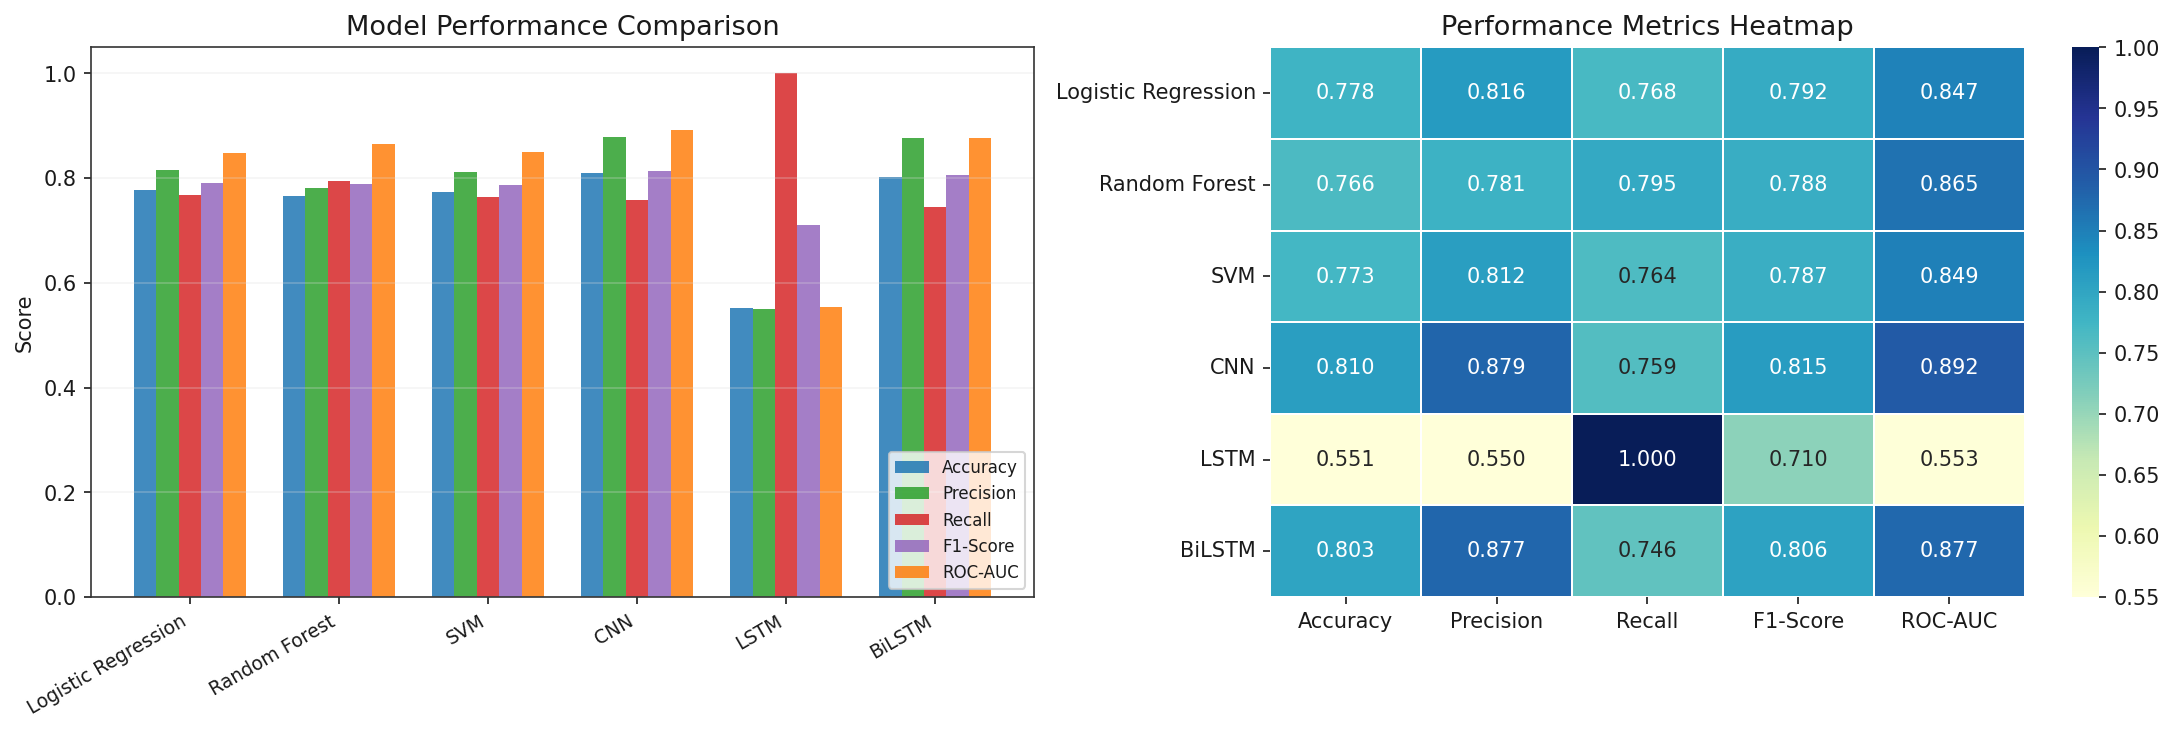 Model Performance Comparison
Score
1.0
0.8
0.6
0.4
0.2
0.0
Logistic Regression
Random Forest
SVM
CNN
LSTM
BiLSTM
Accuracy
Precision
Recall
F1-Score
ROC-AUC
Performance Metrics Heatmap
Logistic Regression 0.778 0.816 0.768 0.792 0.847
Random Forest 0.766 0.781 0.795 0.788 0.865
SVM 0.773 0.812 0.764 0.787 0.849
CNN 0.810 0.879 0.759 0.815 0.892
LSTM 0.551 0.550 1.000 0.710 0.553
BiLSTM 0.803 0.877 0.746 0.806 0.877
Accuracy Precision Recall F1-Score ROC-AUC
1.00
0.95
0.90
0.85
0.80
0.75
0.70
0.65
0.60
0.55